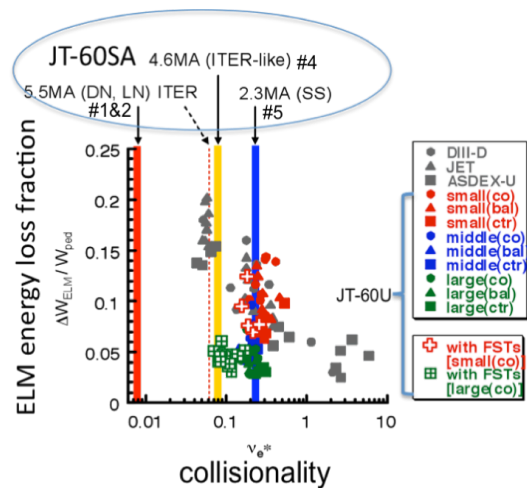 JT-60SA
4.6MA (ITER-like) #4
5.5MA (DN, LN) ITER
#1&2
2.3MA (SS)
#5
0.25
0.2
0.15
0.1
0.05
0
0.01
0.1
1
10
ELM energy loss fraction
ΔW_ELM/W_ped
ν_e*
collisionality
DIII-D
JET
ASDEX-U
small(co)
small(bal)
small(ctr)
middle(co)
middle(bal)
middle(ctr)
large(co)
large(bal)
large(ctr)
JT-60U
with FSTs
[small(co)]
with FSTs
[large(co)]